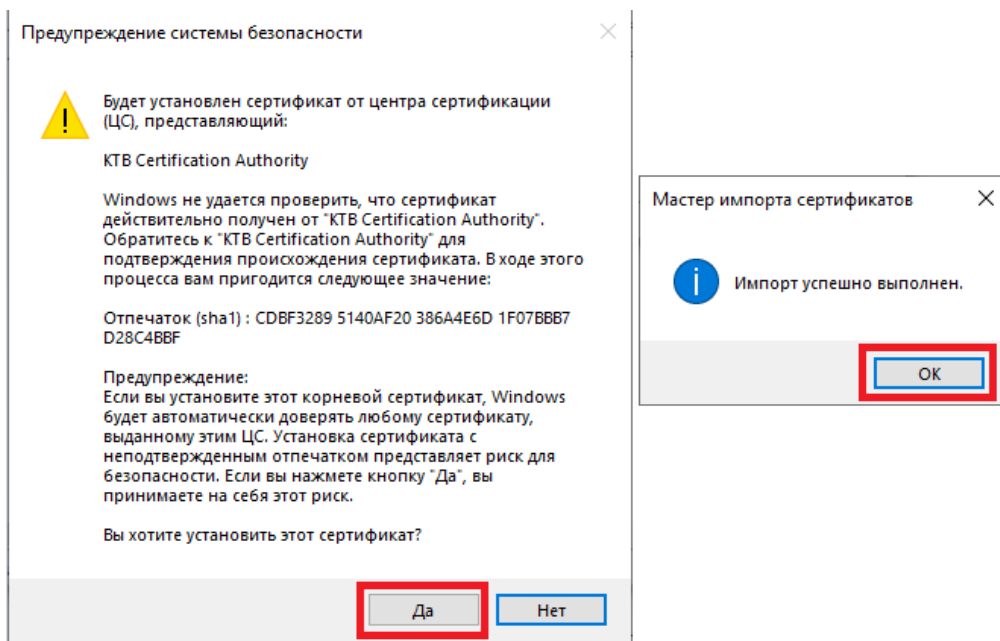 Предупреждение системы безопасности
Будет установлен сертификат от центра сертификации
(ЦС), представляющий:
KTB Certification Authority
Windows не удается проверить, что сертификат
действительно получен от "KTB Certification Authority".
Обратитесь к "KTB Certification Authority" для
подтверждения происхождения сертификата. В ходе этого
процесса вам пригодится следующее значение:
Отпечаток (sha1) : CDBF3289 5140AF20 386A4E6D 1F07BBB7
D28C4BBF
Предупреждение:
Если вы установите этот корневой сертификат, Windows
будет автоматически доверять любому сертификату,
выданному этим ЦС. Установка сертификата с
неподтвержденным отпечатком представляет риск для
безопасности. Если вы нажмете кнопку "Да", вы
принимаете на себя этот риск.
Вы хотите установить этот сертификат?
Да
Нет
Мастер импорта сертификатов
Импорт успешно выполнен.
ОК